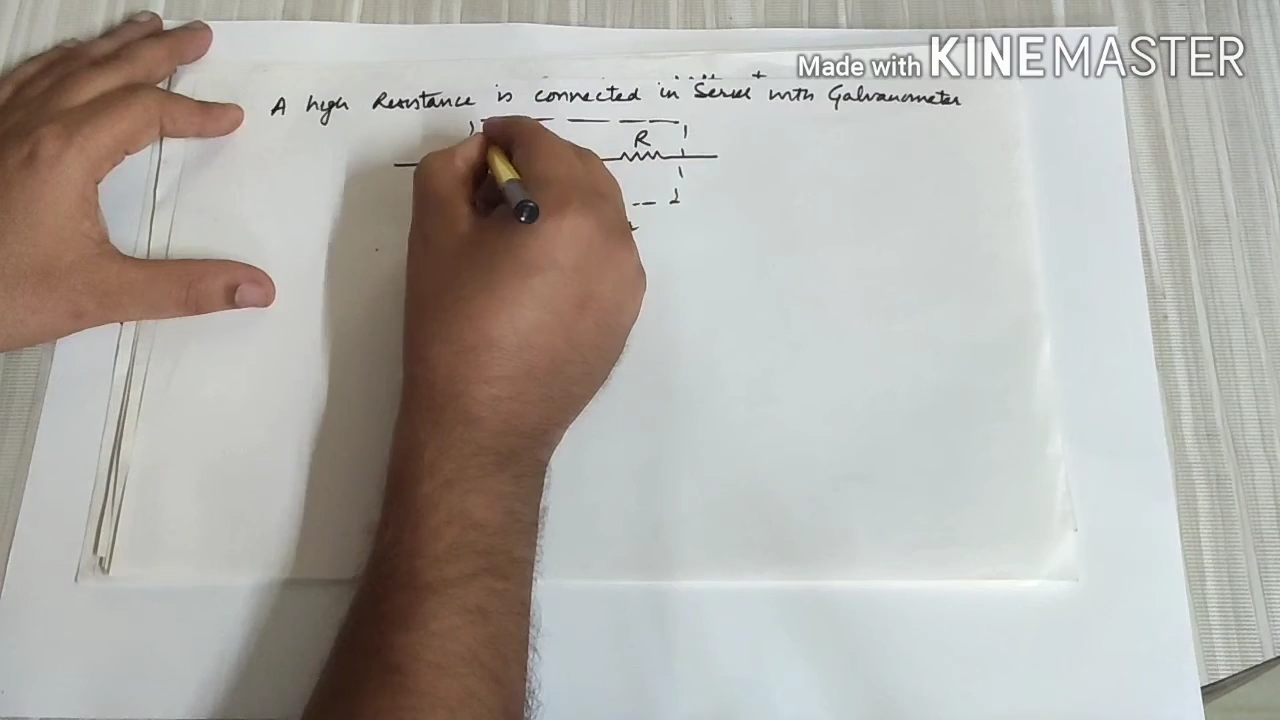 Made with KINEMASTER
A high Resistance is connected in Series with Galvanometer
R